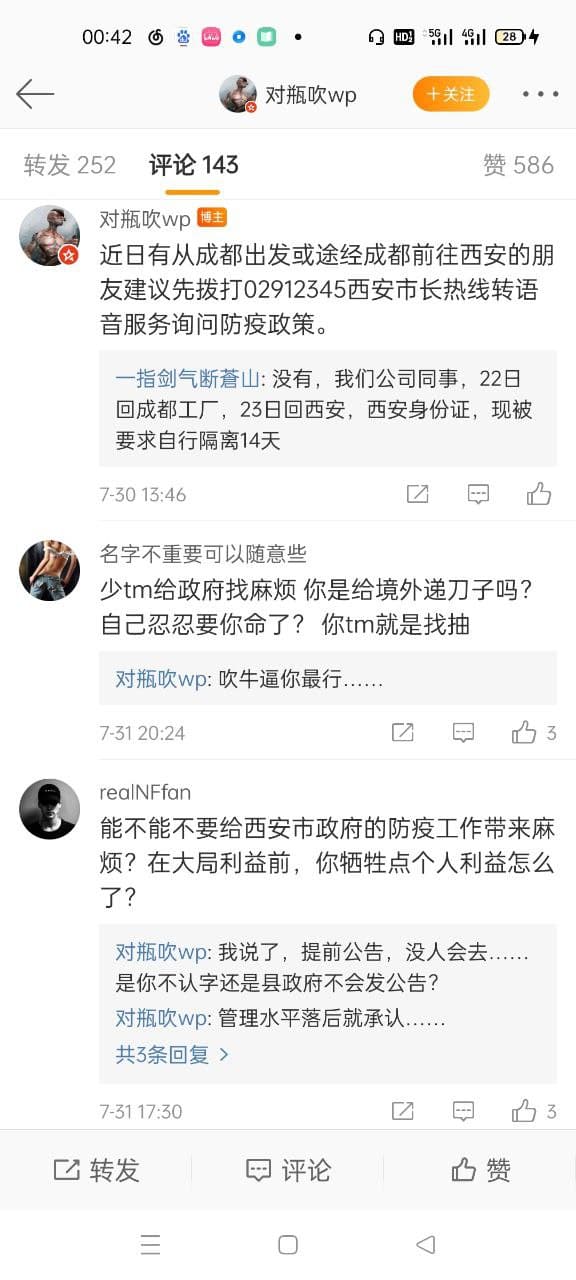 00:42
HD
5G
4G
28
对瓶吹wp
+关注
转发 252
评论 143
赞 586
对瓶吹wp 博主
近日有从成都出发或途经成都前往西安的朋
友建议先拨打02912345西安市长热线转语
音服务询问防疫政策。
一指剑气断蒼山: 没有，我们公司同事，22日
回成都工厂，23日回西安，西安身份证，现被
要求自行隔离14天
7-30 13:46
名字不重要可以随意些
少tm给政府找麻烦 你是给境外递刀子吗？
自己忍忍要你命了？ 你tm就是找抽
对瓶吹wp: 吹牛逼你最行……
7-31 20:24
3
realNFfan
能不能不要给西安市政府的防疫工作带来麻
烦？在大局利益前，你牺牲点个人利益怎么
了？
对瓶吹wp: 我说了，提前公告，没人会去……
是你不认字还是县政府不会发公告？
对瓶吹wp: 管理水平落后就承认……
共3条回复 >
7-31 17:30
3
转发
评论
赞